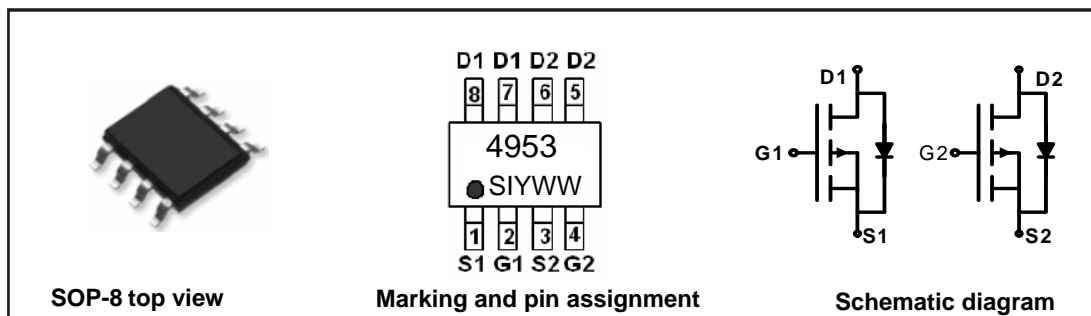 D1 D1 D2 D2
8 7 6 5
4953
SIYWW
1 2 3 4
S1 G1 S2 G2
D1
G1
S1
D2
G2
S2
SOP-8 top view
Marking and pin assignment
Schematic diagram